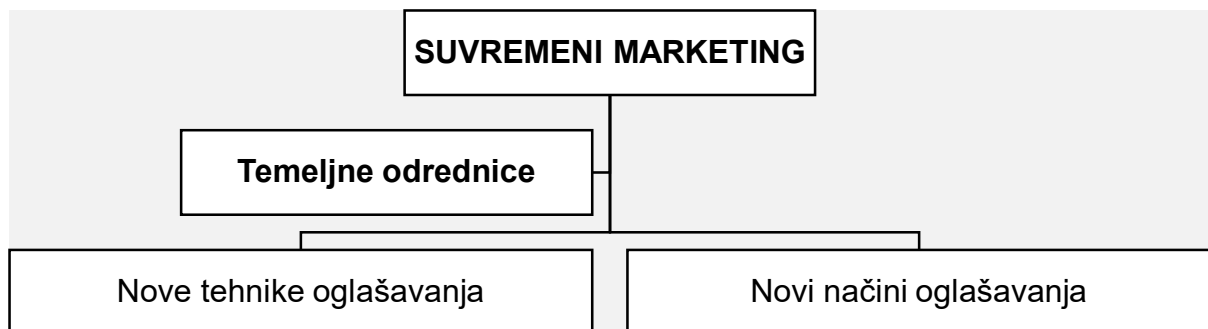 SUVREMENI MARKETING
Temeljne odrednice
Nove tehnike oglašavanja
Novi načini oglašavanja